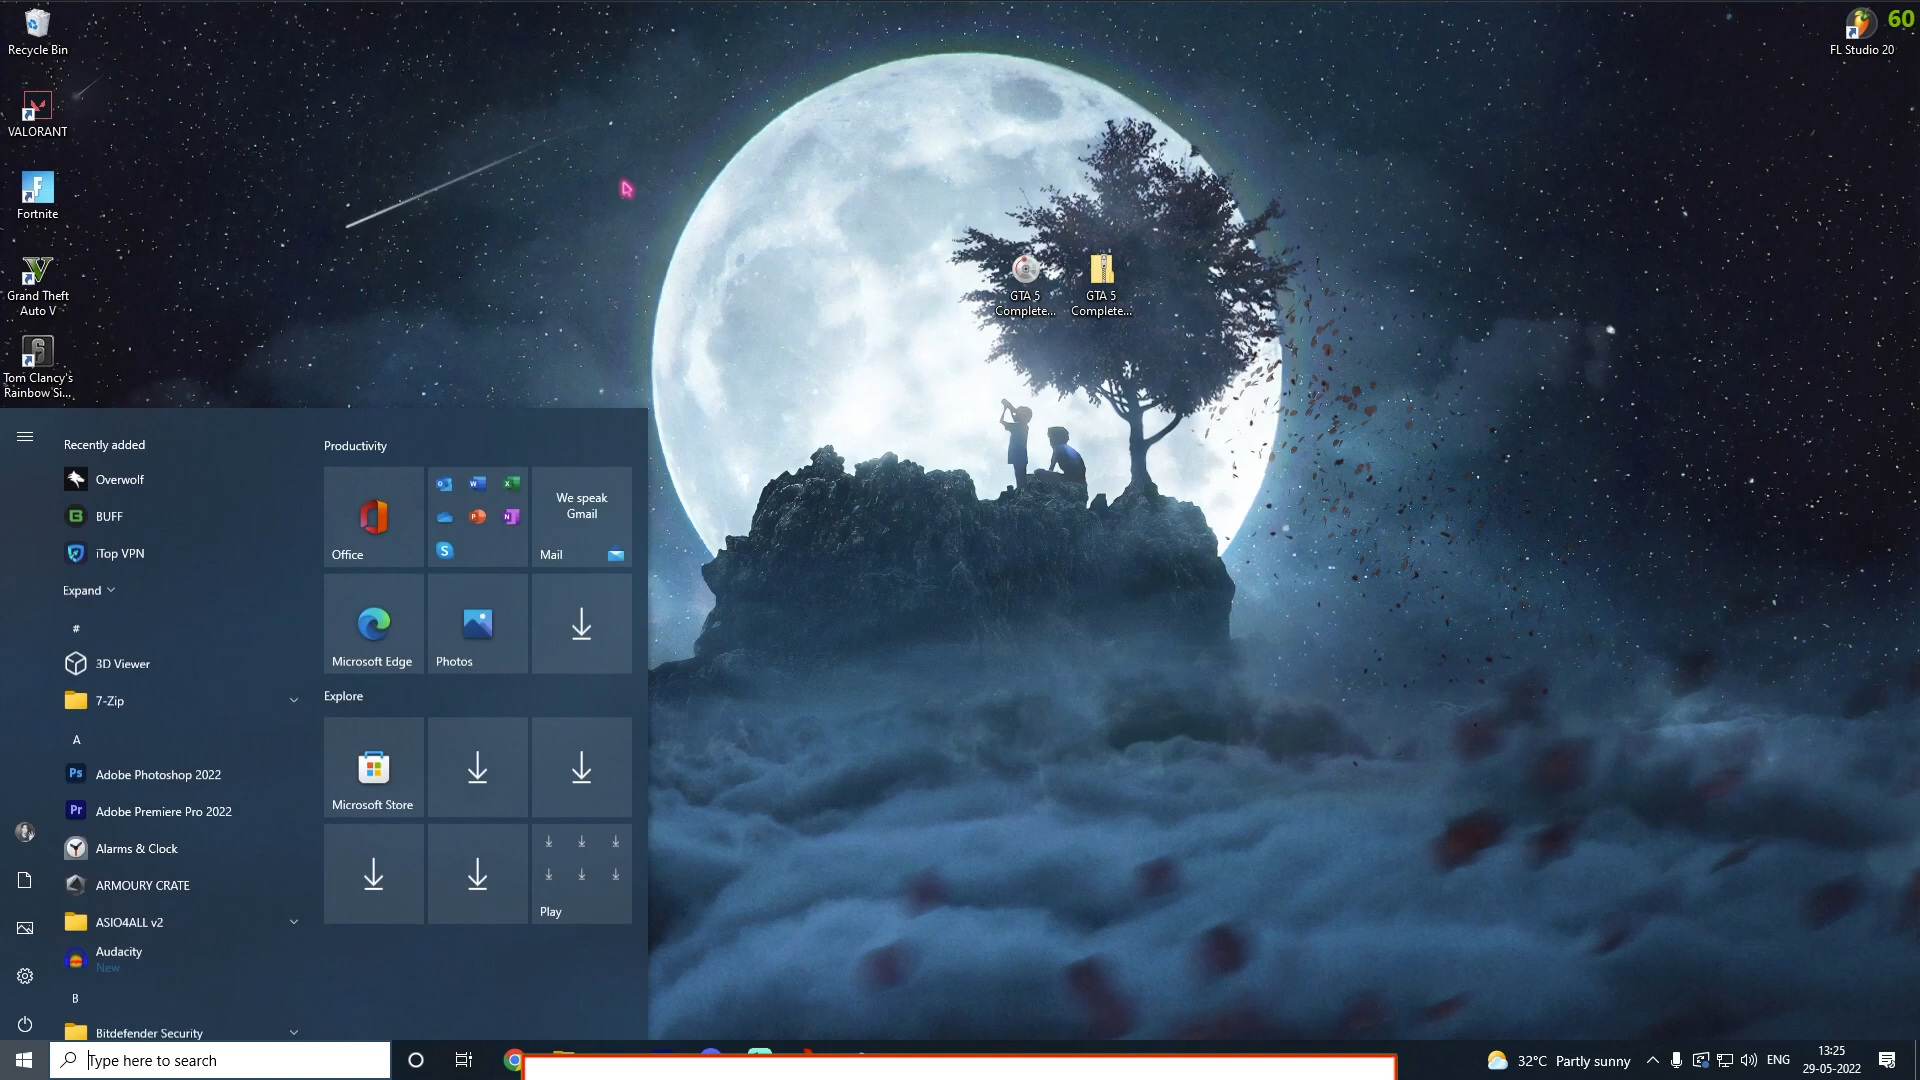 Recycle Bin
FL Studio 20
60
VALORANT
Fortnite
Grand Theft
Auto V
GTA 5
Complete...
GTA 5
Complete...
Tom Clancy's
Rainbow Si...
Recently added
Overwolf
BUFF
iTop VPN
Expand
#
3D Viewer
7-Zip
A
Adobe Photoshop 2022
Adobe Premiere Pro 2022
Alarms & Clock
ARMOURY CRATE
ASIO4ALL v2
Audacity
New
B
Bitdefender Security
Productivity
Office
We speak
Gmail
Mail
Microsoft Edge
Photos
Explore
Microsoft Store
Play
Type here to search
32°C Partly sunny
ENG
13:25
29-05-2022